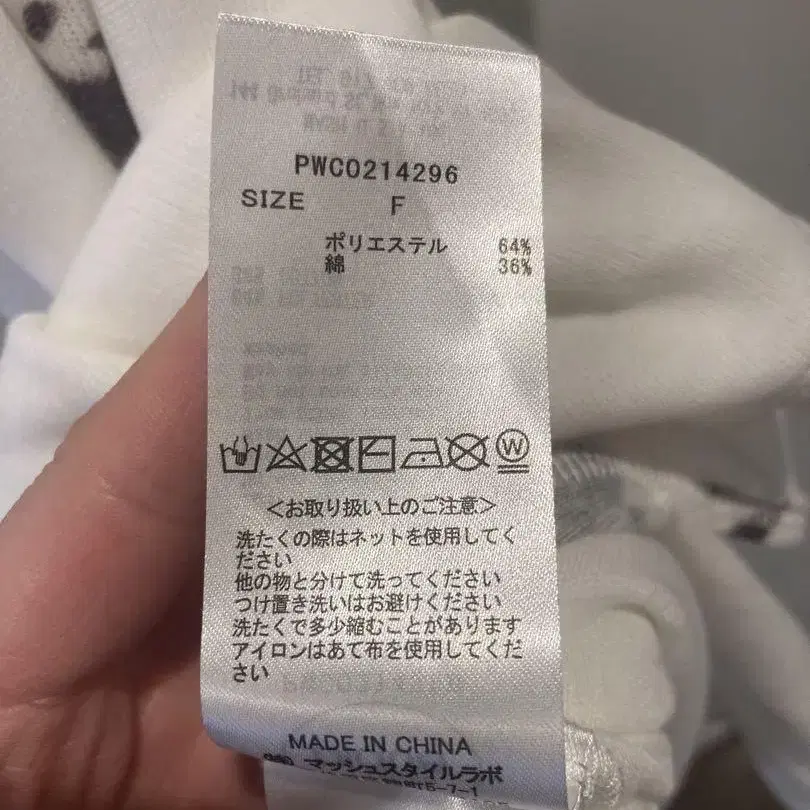 PWCO214296
SIZE F
ポリエステル 64%
綿 36%
W
<お取り扱い上のご注意>
洗たくの際はネットを使用してく
ださい
他の物と分けて洗ってください
つけ置き洗いはお避けください
洗たくで多少縮むことがあります
アイロンはあて布を使用してくだ
さい
MADE IN CHINA
マッシュスタイルラボ
5-7-1